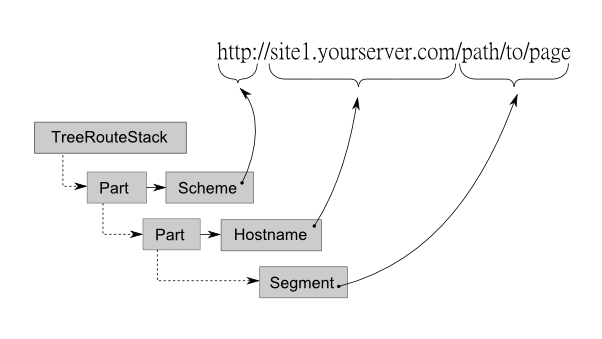 http://site1.yourserver.com/path/to/page
TreeRouteStack
Part
Scheme
Part
Hostname
Segment